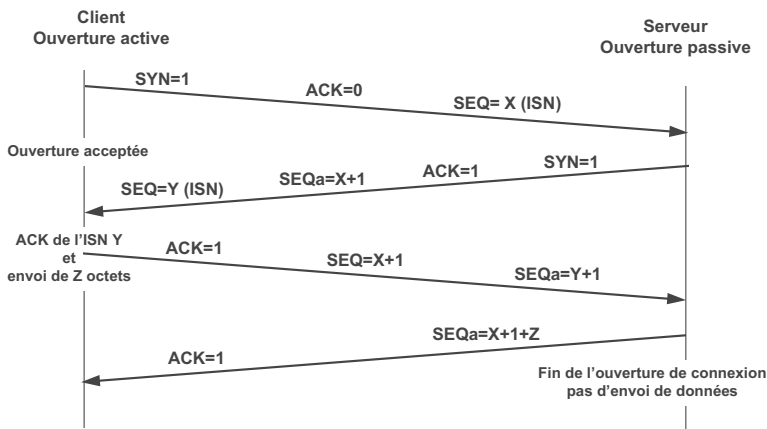 Client
Ouverture active
Serveur
Ouverture passive
SYN=1
ACK=0
SEQ= X (ISN)
Ouverture acceptée
SYN=1
ACK=1
SEQa=X+1
SEQ=Y (ISN)
ACK de l'ISN Y
et
envoi de Z octets
ACK=1
SEQ=X+1
SEQa=Y+1
SEQa=X+1+Z
ACK=1
Fin de l'ouverture de connexion
pas d'envoi de données